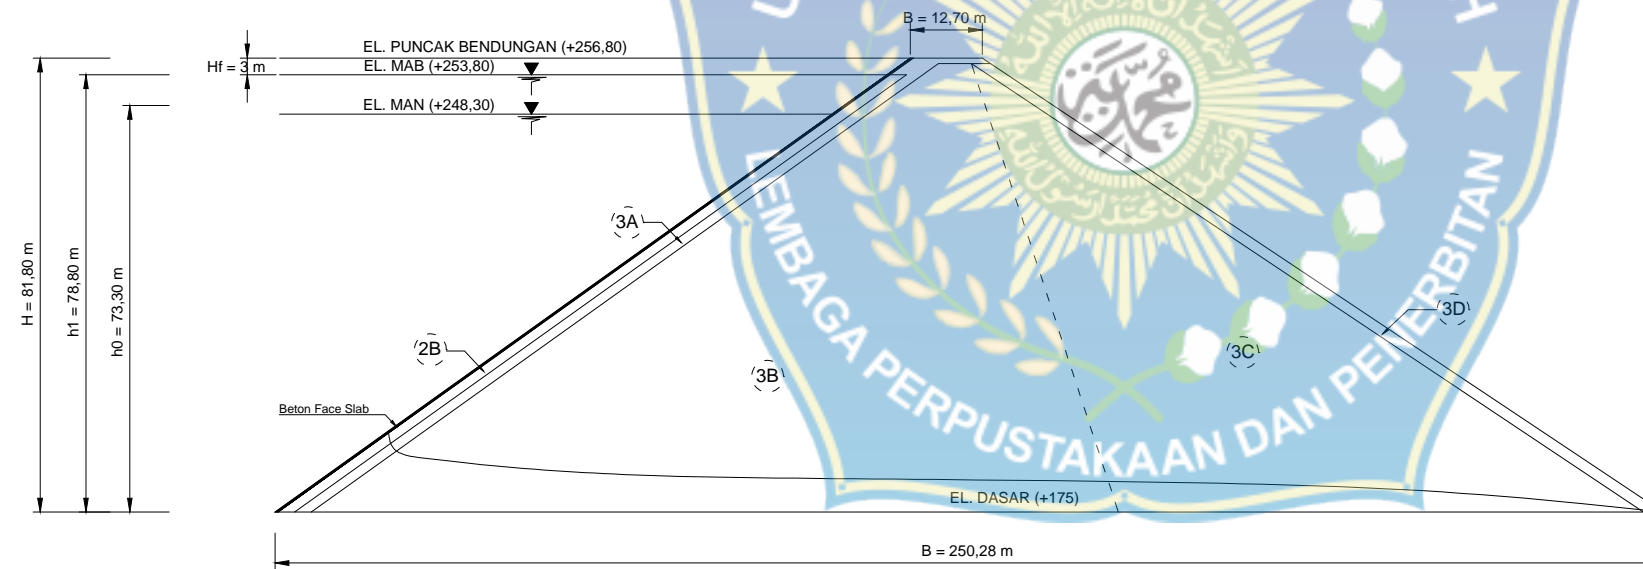 B = 12,70 m
EL. PUNCAK BENDUNGAN (+256,80)
Hf = 3 m
EL. MAB (+253,80)
EL. MAN (+248,30)
H = 81,80 m
h1 = 78,80 m
h0 = 73,30 m
3A
2B
3B
3C
3D
Beton Face Slab
EL. DASAR (+175)
B = 250,28 m
U
H
محمد
LEMBAGA PERPUSTAKAAN DAN PENERBITAN